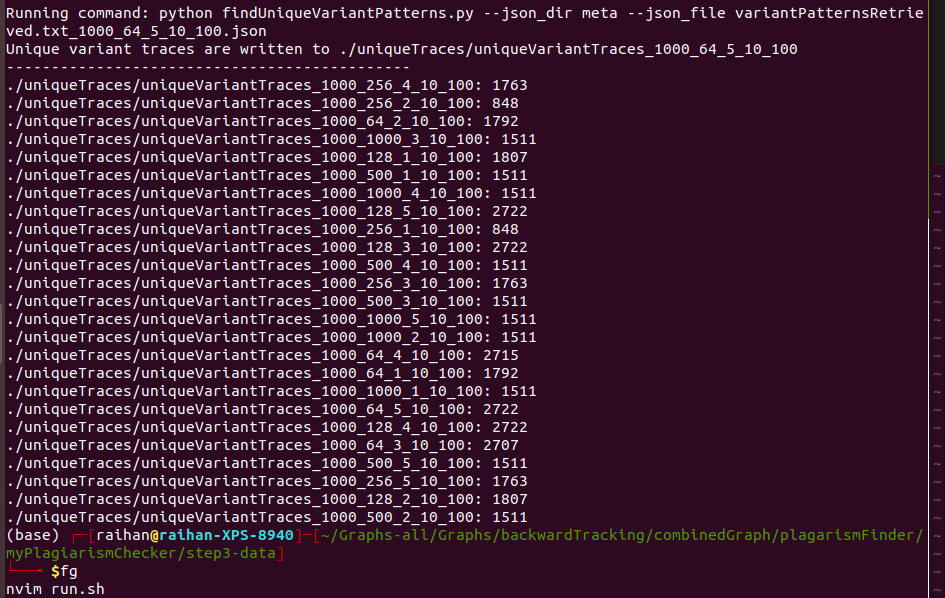 Running command: python findUniqueVariantPatterns.py --json_dir meta --json_file variantPatternsRetrie
ved.txt_1000_64_5_10_100.json
Unique variant traces are written to ./uniqueTraces/uniqueVariantTraces_1000_64_5_10_100
---------------------------------------------
./uniqueTraces/uniqueVariantTraces_1000_256_4_10_100: 1763
./uniqueTraces/uniqueVariantTraces_1000_256_2_10_100: 848
./uniqueTraces/uniqueVariantTraces_1000_64_2_10_100: 1792
./uniqueTraces/uniqueVariantTraces_1000_1000_3_10_100: 1511
./uniqueTraces/uniqueVariantTraces_1000_128_1_10_100: 1807
./uniqueTraces/uniqueVariantTraces_1000_500_1_10_100: 1511
./uniqueTraces/uniqueVariantTraces_1000_1000_4_10_100: 1511
./uniqueTraces/uniqueVariantTraces_1000_128_5_10_100: 2722
./uniqueTraces/uniqueVariantTraces_1000_256_1_10_100: 848
./uniqueTraces/uniqueVariantTraces_1000_128_3_10_100: 2722
./uniqueTraces/uniqueVariantTraces_1000_500_4_10_100: 1511
./uniqueTraces/uniqueVariantTraces_1000_256_3_10_100: 1763
./uniqueTraces/uniqueVariantTraces_1000_500_3_10_100: 1511
./uniqueTraces/uniqueVariantTraces_1000_1000_5_10_100: 1511
./uniqueTraces/uniqueVariantTraces_1000_1000_2_10_100: 1511
./uniqueTraces/uniqueVariantTraces_1000_64_4_10_100: 2715
./uniqueTraces/uniqueVariantTraces_1000_64_1_10_100: 1792
./uniqueTraces/uniqueVariantTraces_1000_1000_1_10_100: 1511
./uniqueTraces/uniqueVariantTraces_1000_64_5_10_100: 2722
./uniqueTraces/uniqueVariantTraces_1000_128_4_10_100: 2722
./uniqueTraces/uniqueVariantTraces_1000_64_3_10_100: 2707
./uniqueTraces/uniqueVariantTraces_1000_500_5_10_100: 1511
./uniqueTraces/uniqueVariantTraces_1000_256_5_10_100: 1763
./uniqueTraces/uniqueVariantTraces_1000_128_2_10_100: 1807
./uniqueTraces/uniqueVariantTraces_1000_500_2_10_100: 1511
(base) ┌─[raihan@raihan-XPS-8940]─[~/Graphs-all/Graphs/backwardTracking/combinedGraph/plagarismFinder/
myPlagiarismChecker/step3-data]
└──╼ $fg
nvim run.sh